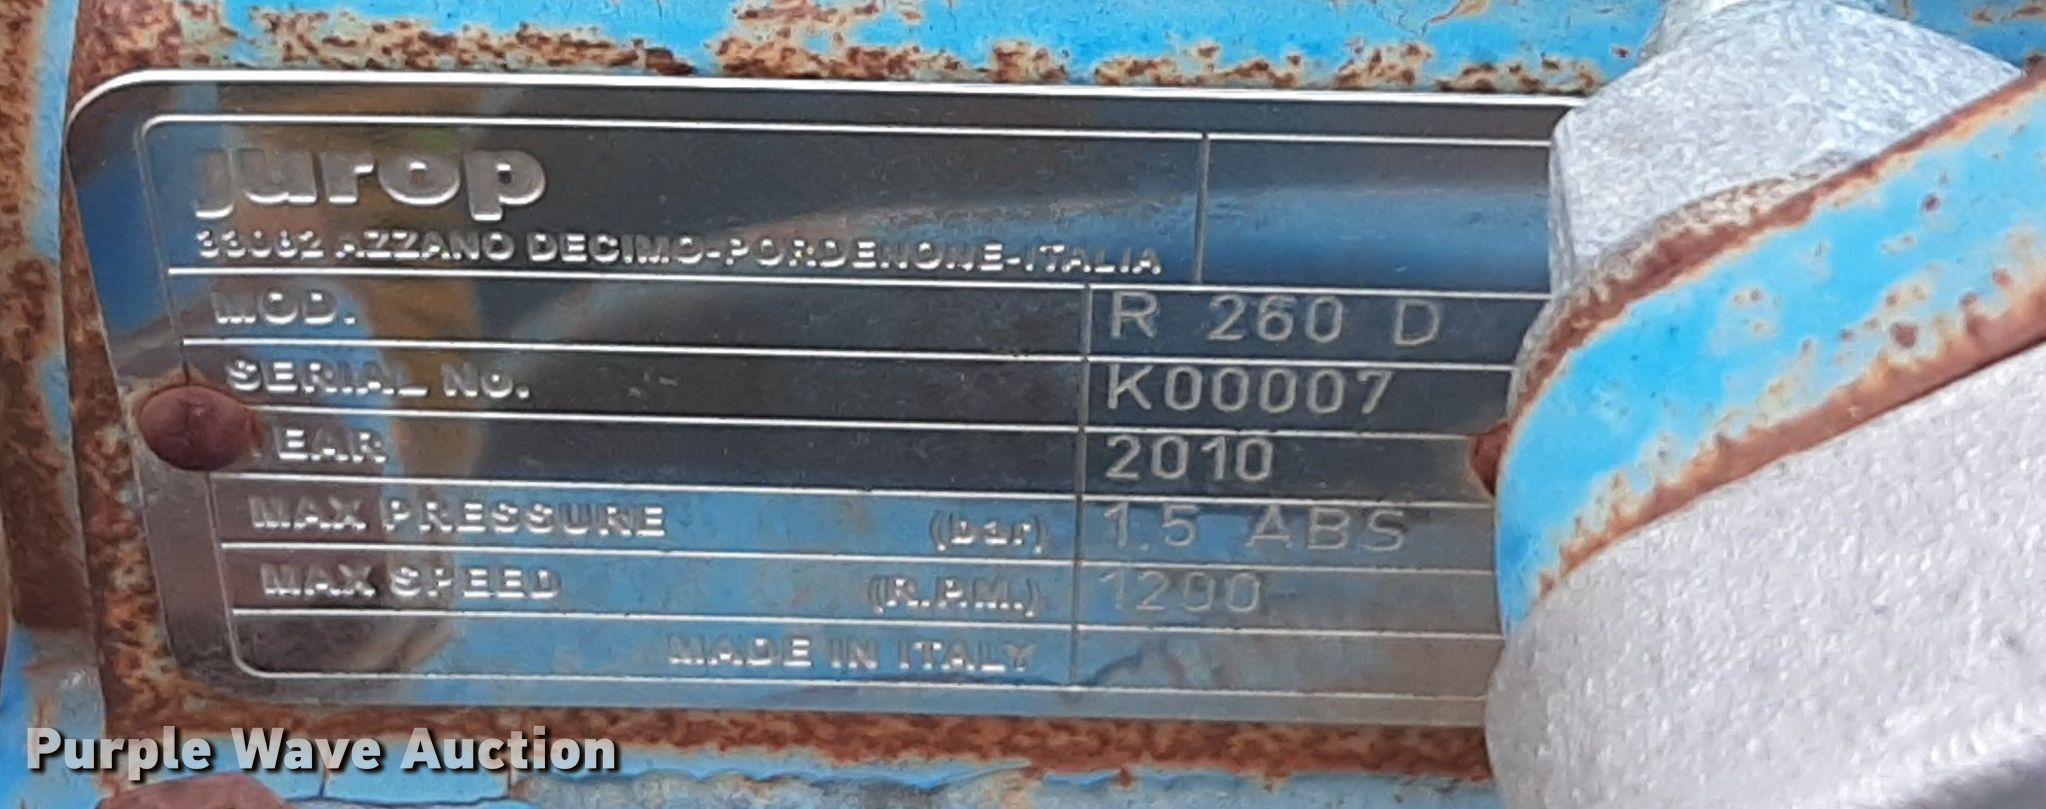 jurop
33082 AZZANO DECIMO-PORDENONE-ITALIA
MOD. R 260 D
SERIAL No. K00007
YEAR 2010
MAX PRESSURE (bar) 1.5 ABS
MAX SPEED (R.P.M.) 1200
MADE IN ITALY
Purple Wave Auction